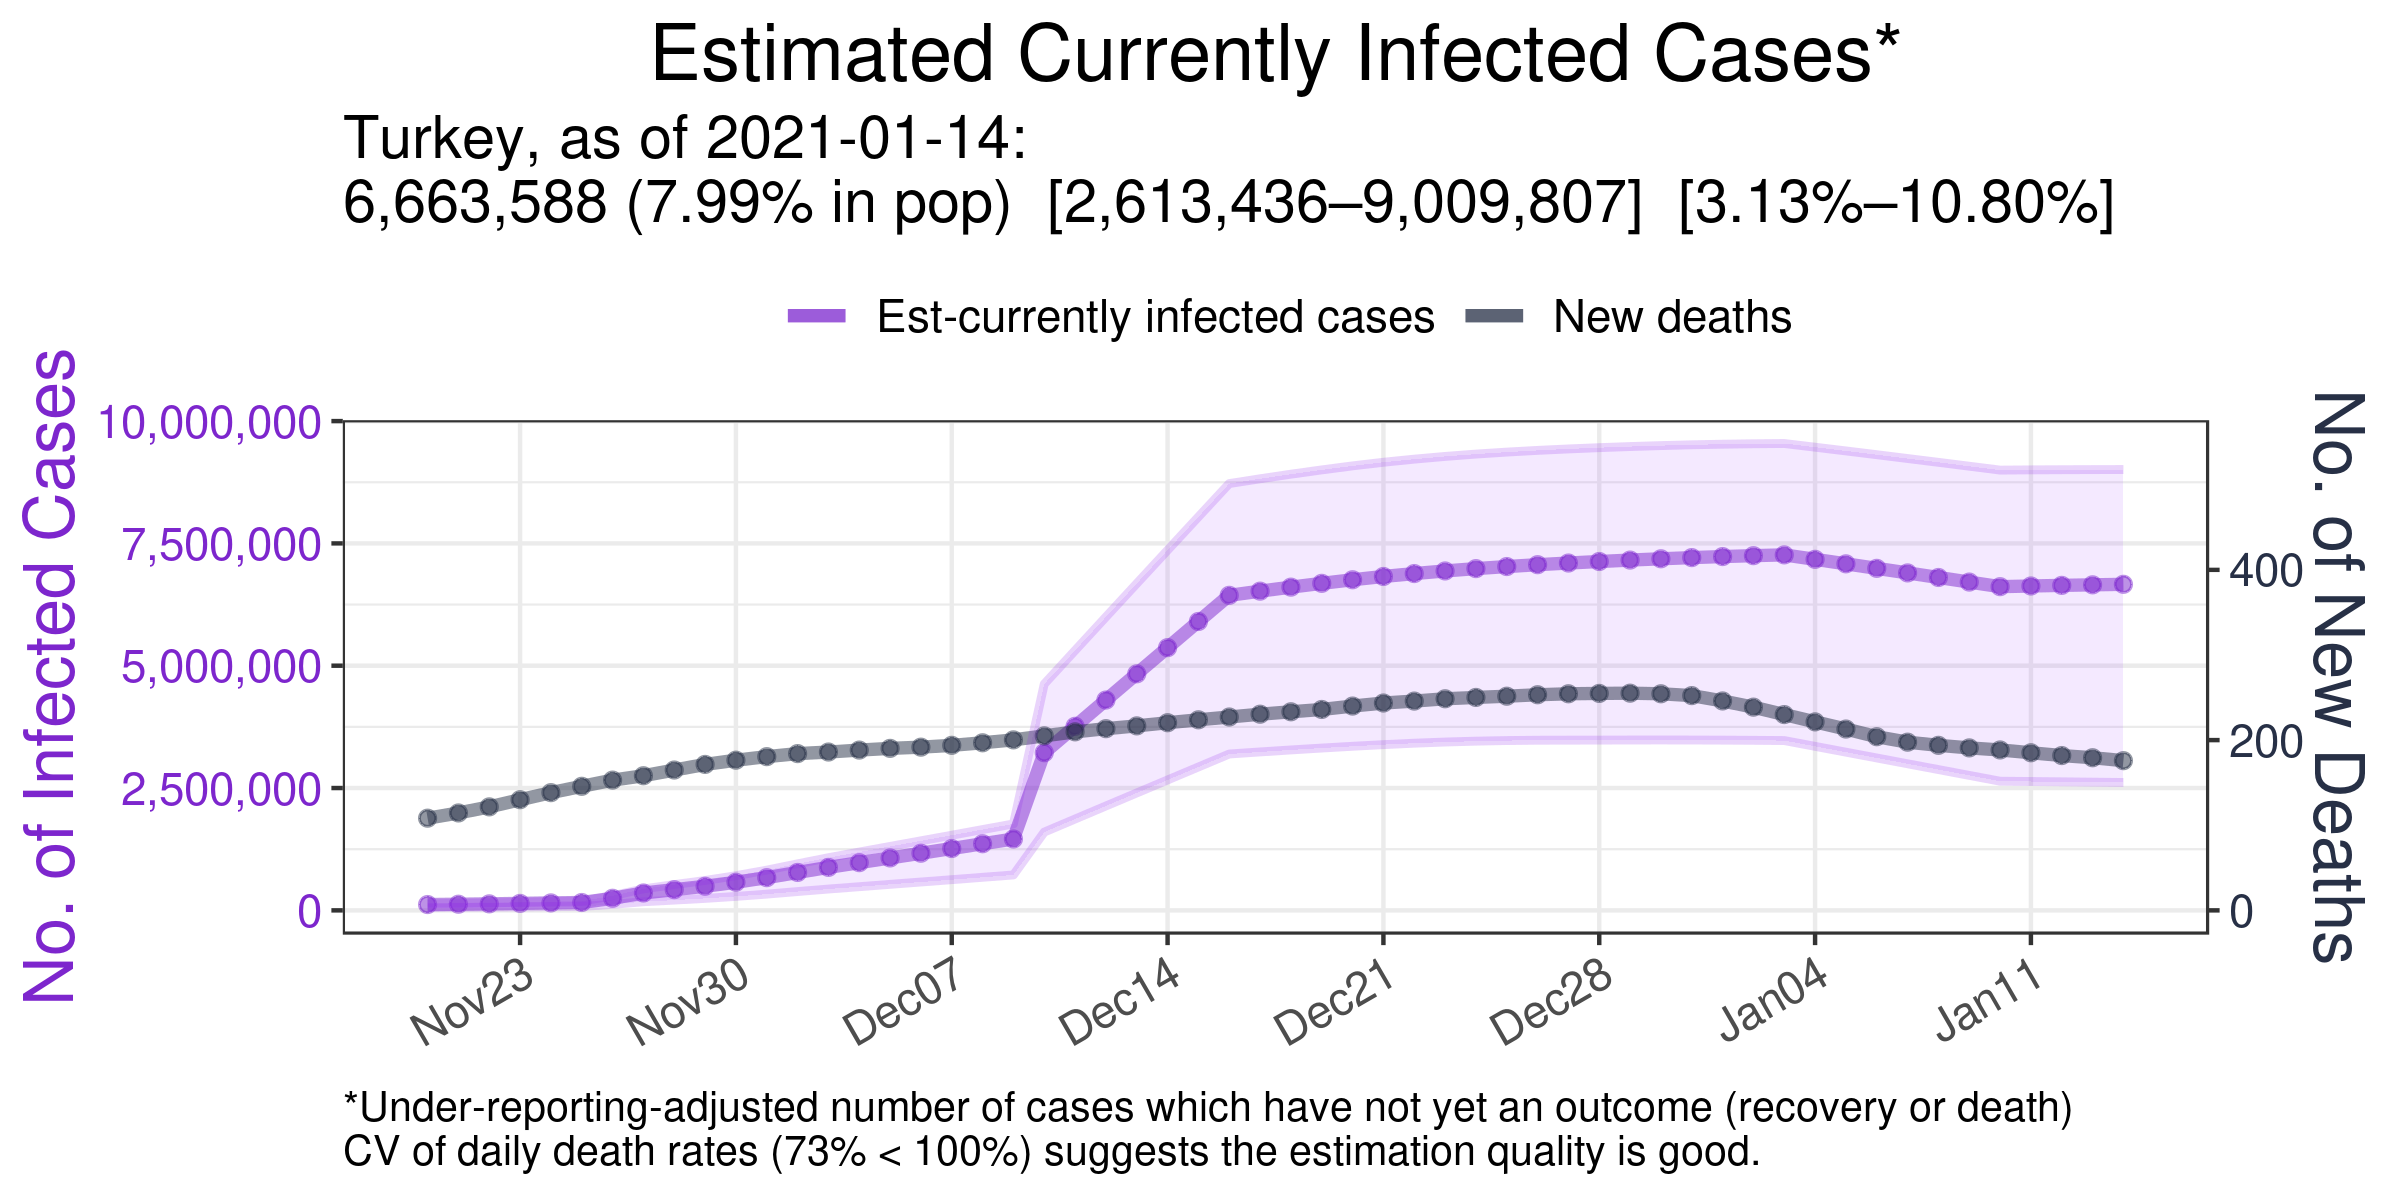 Estimated Currently Infected Cases*
Turkey, as of 2021-01-14:
6,663,588 (7.99% in pop)  [2,613,436–9,009,807]  [3.13%–10.80%]
Est-currently infected cases
New deaths
No. of Infected Cases
10,000,000
7,500,000
5,000,000
2,500,000
0
No. of New Deaths
400
200
0
Nov23
Nov30
Dec07
Dec14
Dec21
Dec28
Jan04
Jan11
*Under-reporting-adjusted number of cases which have not yet an outcome (recovery or death)
CV of daily death rates (73% < 100%) suggests the estimation quality is good.